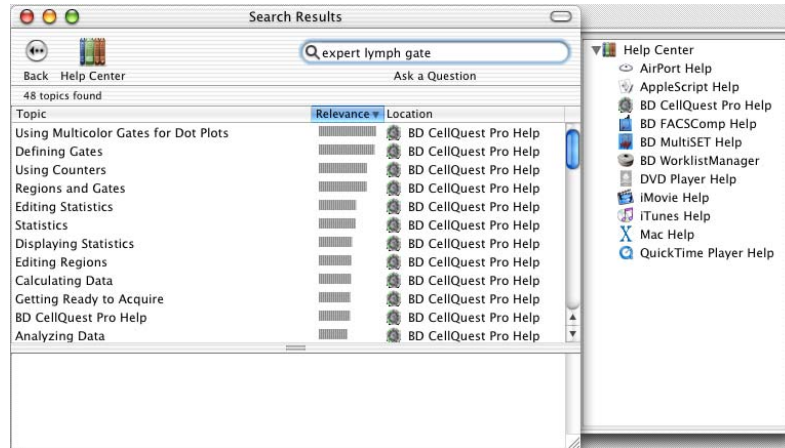 Search Results
expert lymph gate
Back Help Center
Ask a Question
48 topics found
Topic Relevance Location
Using Multicolor Gates for Dot Plots BD CellQuest Pro Help
Defining Gates BD CellQuest Pro Help
Using Counters BD CellQuest Pro Help
Regions and Gates BD CellQuest Pro Help
Editing Statistics BD CellQuest Pro Help
Statistics BD CellQuest Pro Help
Displaying Statistics BD CellQuest Pro Help
Editing Regions BD CellQuest Pro Help
Calculating Data BD CellQuest Pro Help
Getting Ready to Acquire BD CellQuest Pro Help
BD CellQuest Pro Help BD CellQuest Pro Help
Analyzing Data BD CellQuest Pro Help
Help Center
AirPort Help
AppleScript Help
BD CellQuest Pro Help
BD FACSComp Help
BD MultiSET Help
BD WorklistManager
DVD Player Help
iMovie Help
iTunes Help
Mac Help
QuickTime Player Help